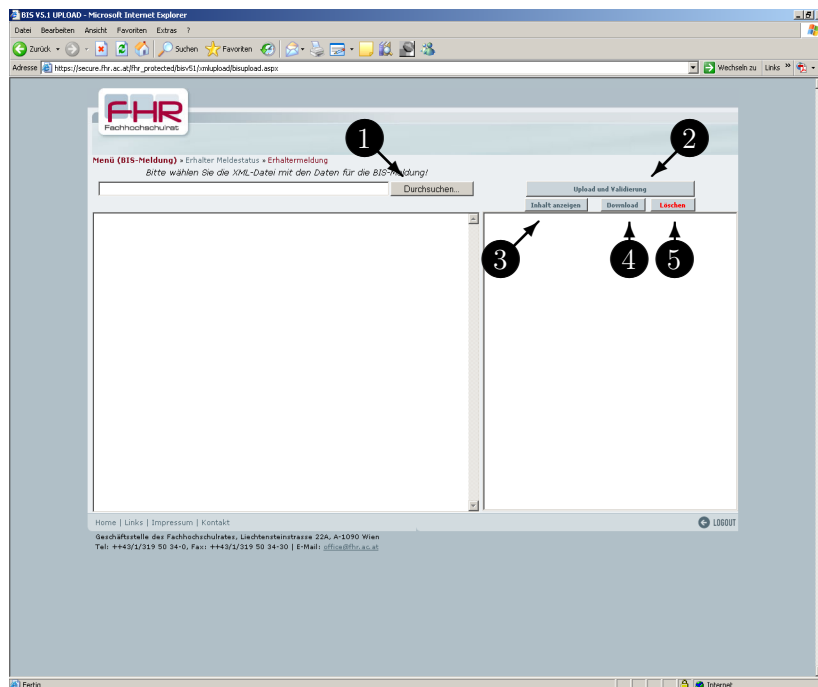 BIS V5.1 UPLOAD - Microsoft Internet Explorer
Datei Bearbeiten Ansicht Favoriten Extras ?
Zurück Suchen Favoriten
Adresse https://secure.fhr.ac.at/fhr_protected/bisv51/xmlupload/bisupload.aspx Wechseln zu Links »
FHR
Fachhochschulrat
1 2
Menü (BIS-Meldung) » Erhalter Meldestatus » Erhaltermeldung
Bitte wählen Sie die XML-Datei mit den Daten für die BIS-Meldung!
Durchsuchen... Upload und Validierung
Inhalt anzeigen Download Löschen
3 4 5
Home | Links | Impressum | Kontakt LOGOUT
Geschäftsstelle des Fachhochschulrates, Liechtensteinstrasse 22A, A-1090 Wien
Tel: ++43/1/319 50 34-0, Fax: ++43/1/319 50 34-30 | E-Mail: office@fhr.ac.at
Fertig Internet